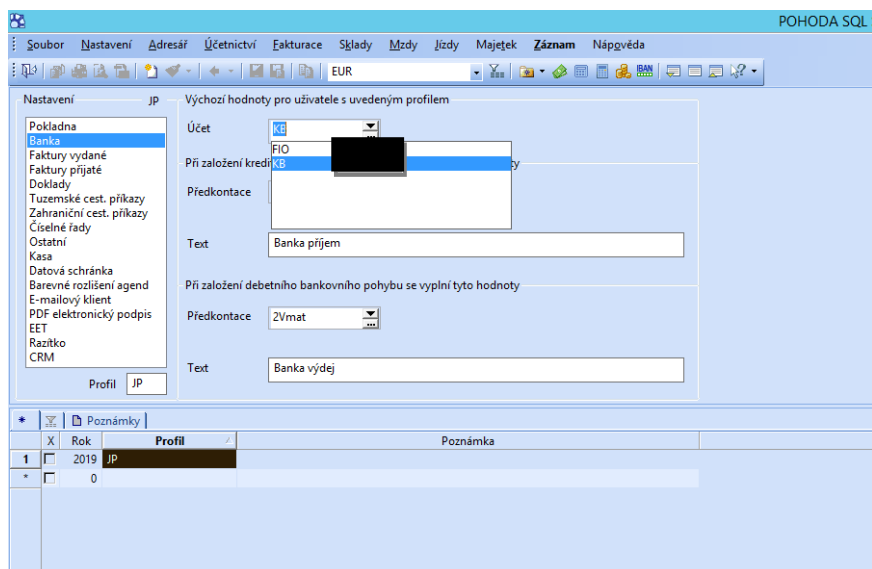 POHODA SQL
Soubor Nastavení Adresář Účetnictví Fakturace Sklady Mzdy Jízdy Majetek Záznam Nápověda
EUR
IBAN
Nastavení JP
Výchozí hodnoty pro uživatele s uvedeným profilem
Pokladna
Banka
Faktury vydané
Faktury přijaté
Doklady
Tuzemské cest. příkazy
Zahraniční cest. příkazy
Číselné řady
Ostatní
Kasa
Datová schránka
Barevné rozlišení agend
E-mailový klient
PDF elektronický podpis
EET
Razítko
CRM
Profil JP
Účet KB
FIO
KB
Při založení kredi
ty
Předkontace
Text Banka příjem
Při založení debetního bankovního pohybu se vyplní tyto hodnoty
Předkontace 2Vmat
Text Banka výdej
* Poznámky
X Rok Profil Poznámka
1 2019 JP
* 0